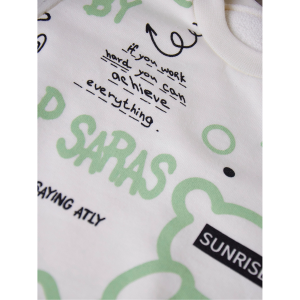 BY
if you work
hard you can
achieve
everything.
D SARAS
SAYING ATLY
SUNRISE